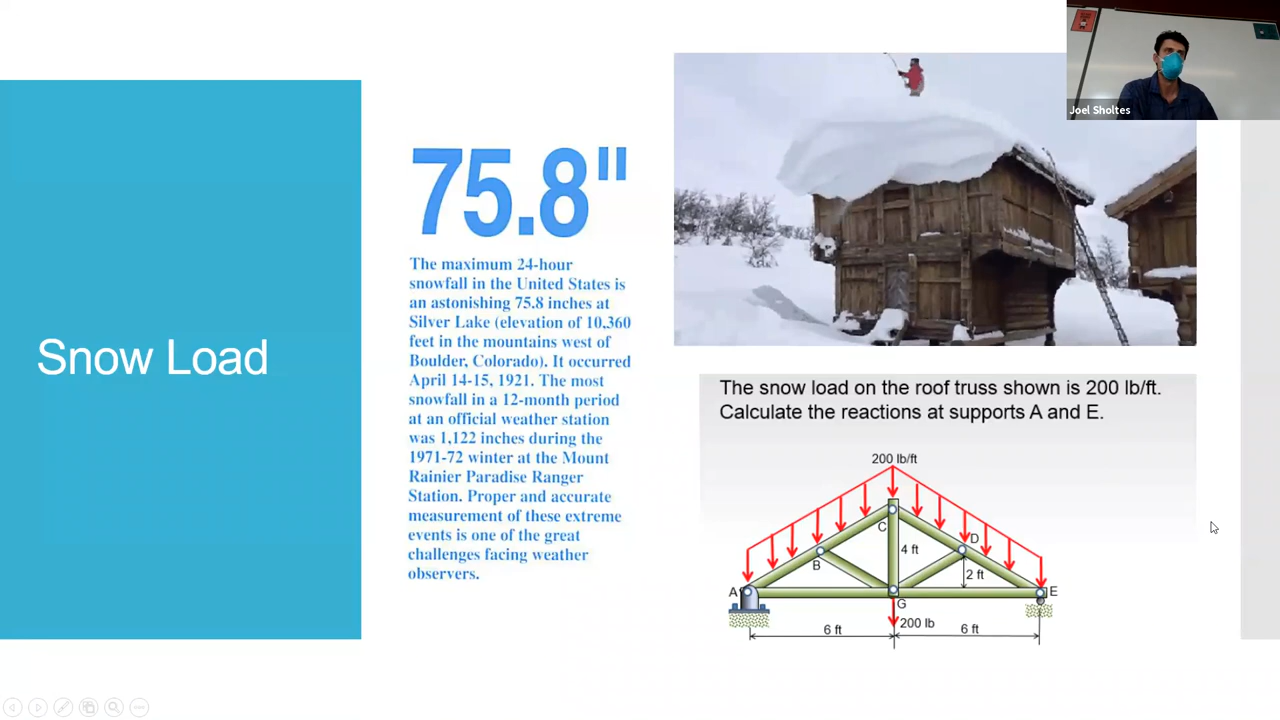 Snow Load
75.8"
The maximum 24-hour
snowfall in the United States is
an astonishing 75.8 inches at
Silver Lake (elevation of 10,360
feet in the mountains west of
Boulder, Colorado). It occurred
April 14-15, 1921. The most
snowfall in a 12-month period
at an official weather station
was 1,122 inches during the
1971-72 winter at the Mount
Rainier Paradise Ranger
Station. Proper and accurate
measurement of these extreme
events is one of the great
challenges facing weather
observers.
Joel Sholtes
The snow load on the roof truss shown is 200 lb/ft.
Calculate the reactions at supports A and E.
200 lb/ft
C
D
4 ft
B
2 ft
A
E
G
200 lb
6 ft
6 ft